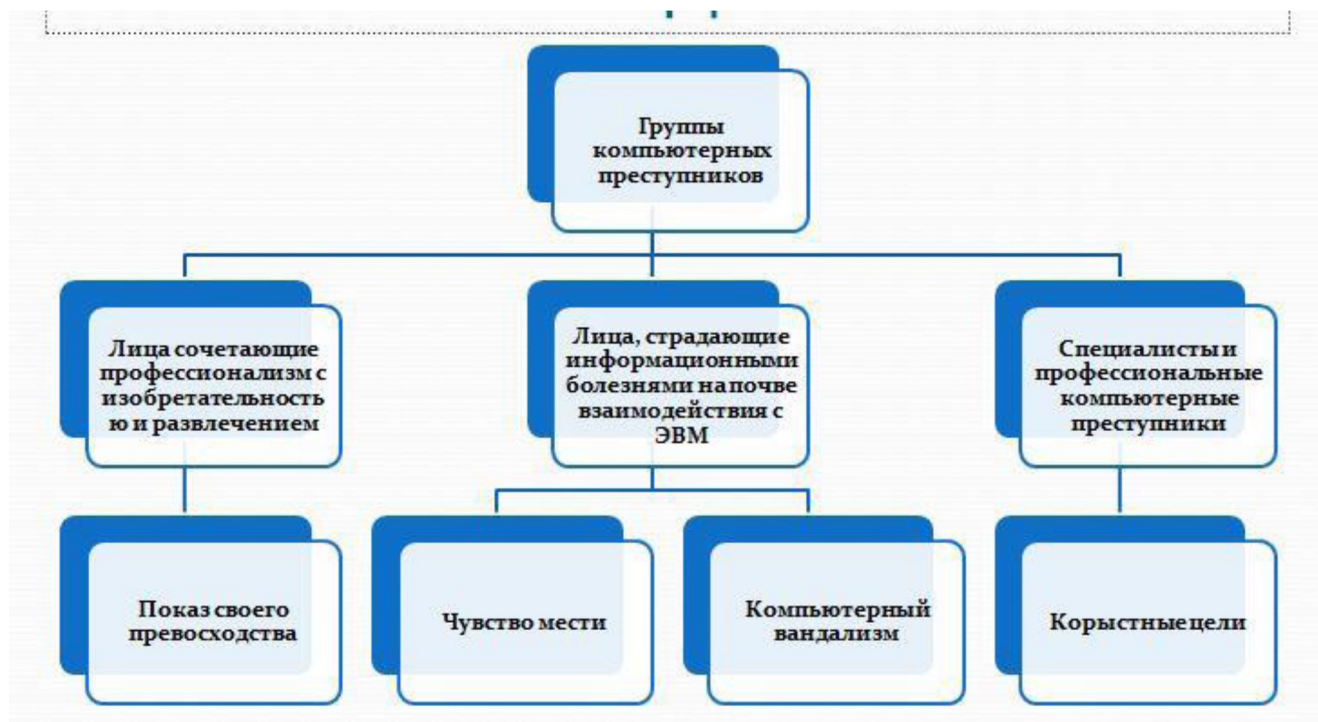 Группы
компьютерных
преступников
Лица сочетающие
профессионализм с
изобретательность
ю и развлечением
Лица, страдающие
информационными
болезнями на почве
взаимодействия с
ЭВМ
Специалисты и
профессиональные
компьютерные
преступники
Показ своего
превосходства
Чувство мести
Компьютерный
вандализм
Корыстные цели